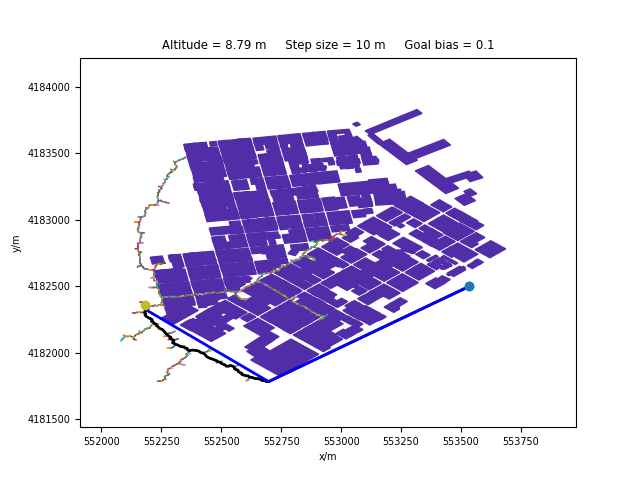 Altitude = 8.79 m     Step size = 10 m     Goal bias = 0.1
4184000
4183500
4183000
4182500
4182000
4181500
y/m
552000 552250 552500 552750 553000 553250 553500 553750
x/m